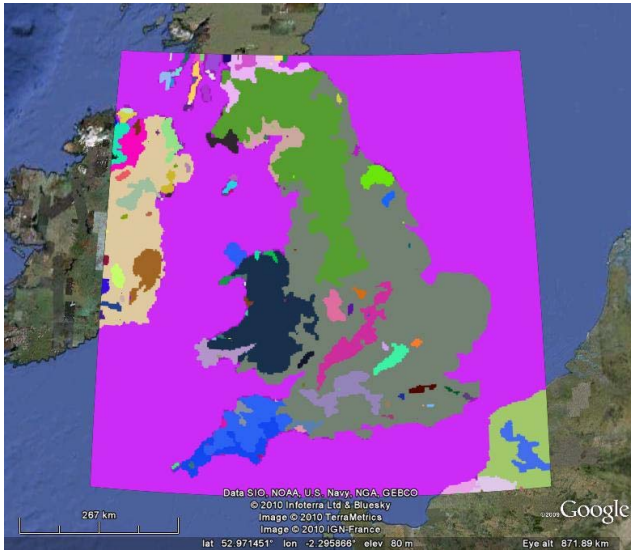 Data SIO, NOAA, U.S. Navy, NGA, GEBCO
© 2010 Infoterra Ltd & Bluesky
Image © 2010 TerraMetrics
Image © 2010 IGN-France
267 km
©2009 Google
lat 52.971451° lon -2.295866° elev 80 m
Eye alt 871.89 km